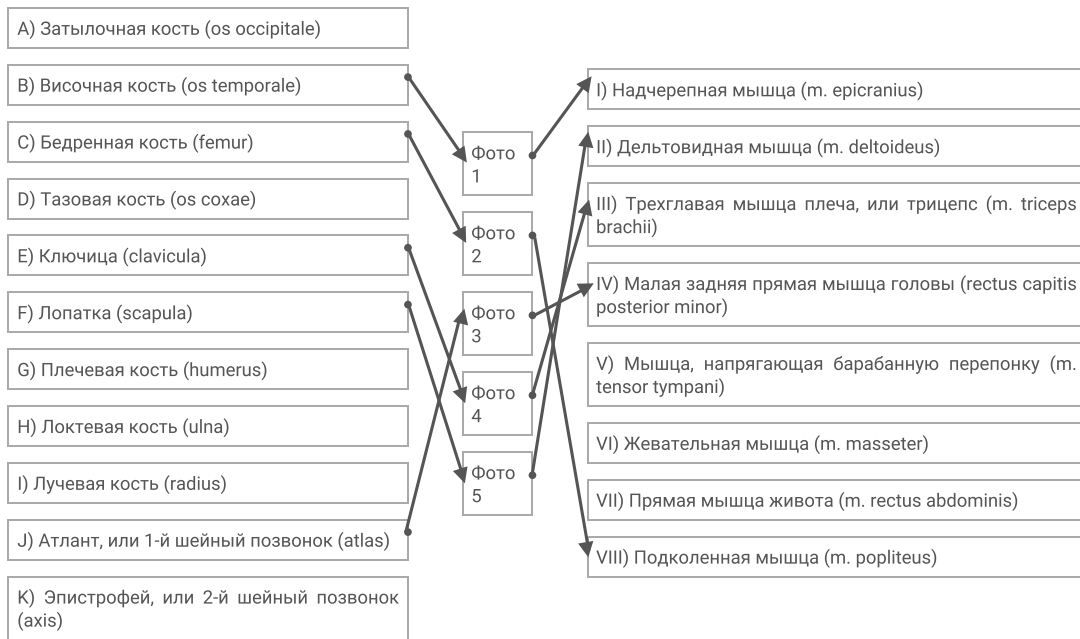 A) Затылочная кость (os occipitale)
B) Височная кость (os temporale)
C) Бедренная кость (femur)
D) Тазовая кость (os coxae)
E) Ключица (clavicula)
F) Лопатка (scapula)
G) Плечевая кость (humerus)
H) Локтевая кость (ulna)
I) Лучевая кость (radius)
J) Атлант, или 1-й шейный позвонок (atlas)
K) Эпистрофей, или 2-й шейный позвонок
(axis)
Фото
1
Фото
2
Фото
3
Фото
4
Фото
5
I) Надчерепная мышца (m. epicranius)
II) Дельтовидная мышца (m. deltoideus)
III) Трехглавая мышца плеча, или трицепс (m. triceps
brachii)
IV) Малая задняя прямая мышца головы (rectus capitis
posterior minor)
V) Мышца, напрягающая барабанную перепонку (m.
tensor tympani)
VI) Жевательная мышца (m. masseter)
VII) Прямая мышца живота (m. rectus abdominis)
VIII) Подколенная мышца (m. popliteus)